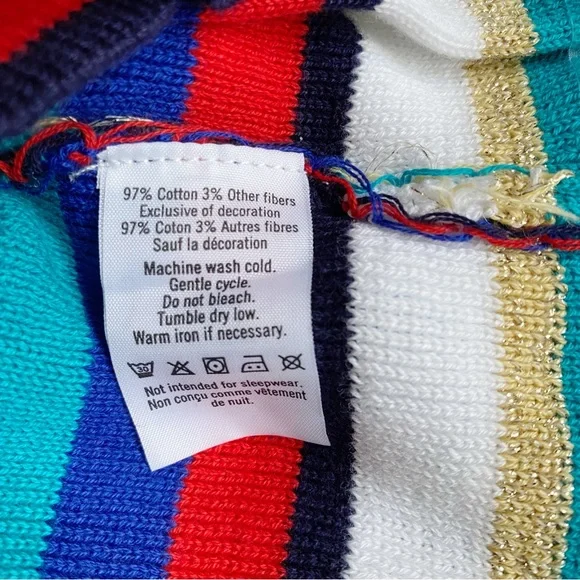 97% Cotton 3% Other fibers
Exclusive of decoration
97% Coton 3% Autres fibres
Sauf la décoration
Machine wash cold.
Gentle cycle.
Do not bleach.
Tumble dry low.
Warm iron if necessary.
30
Not intended for sleepwear.
Non conçu comme vêtement
de nuit.